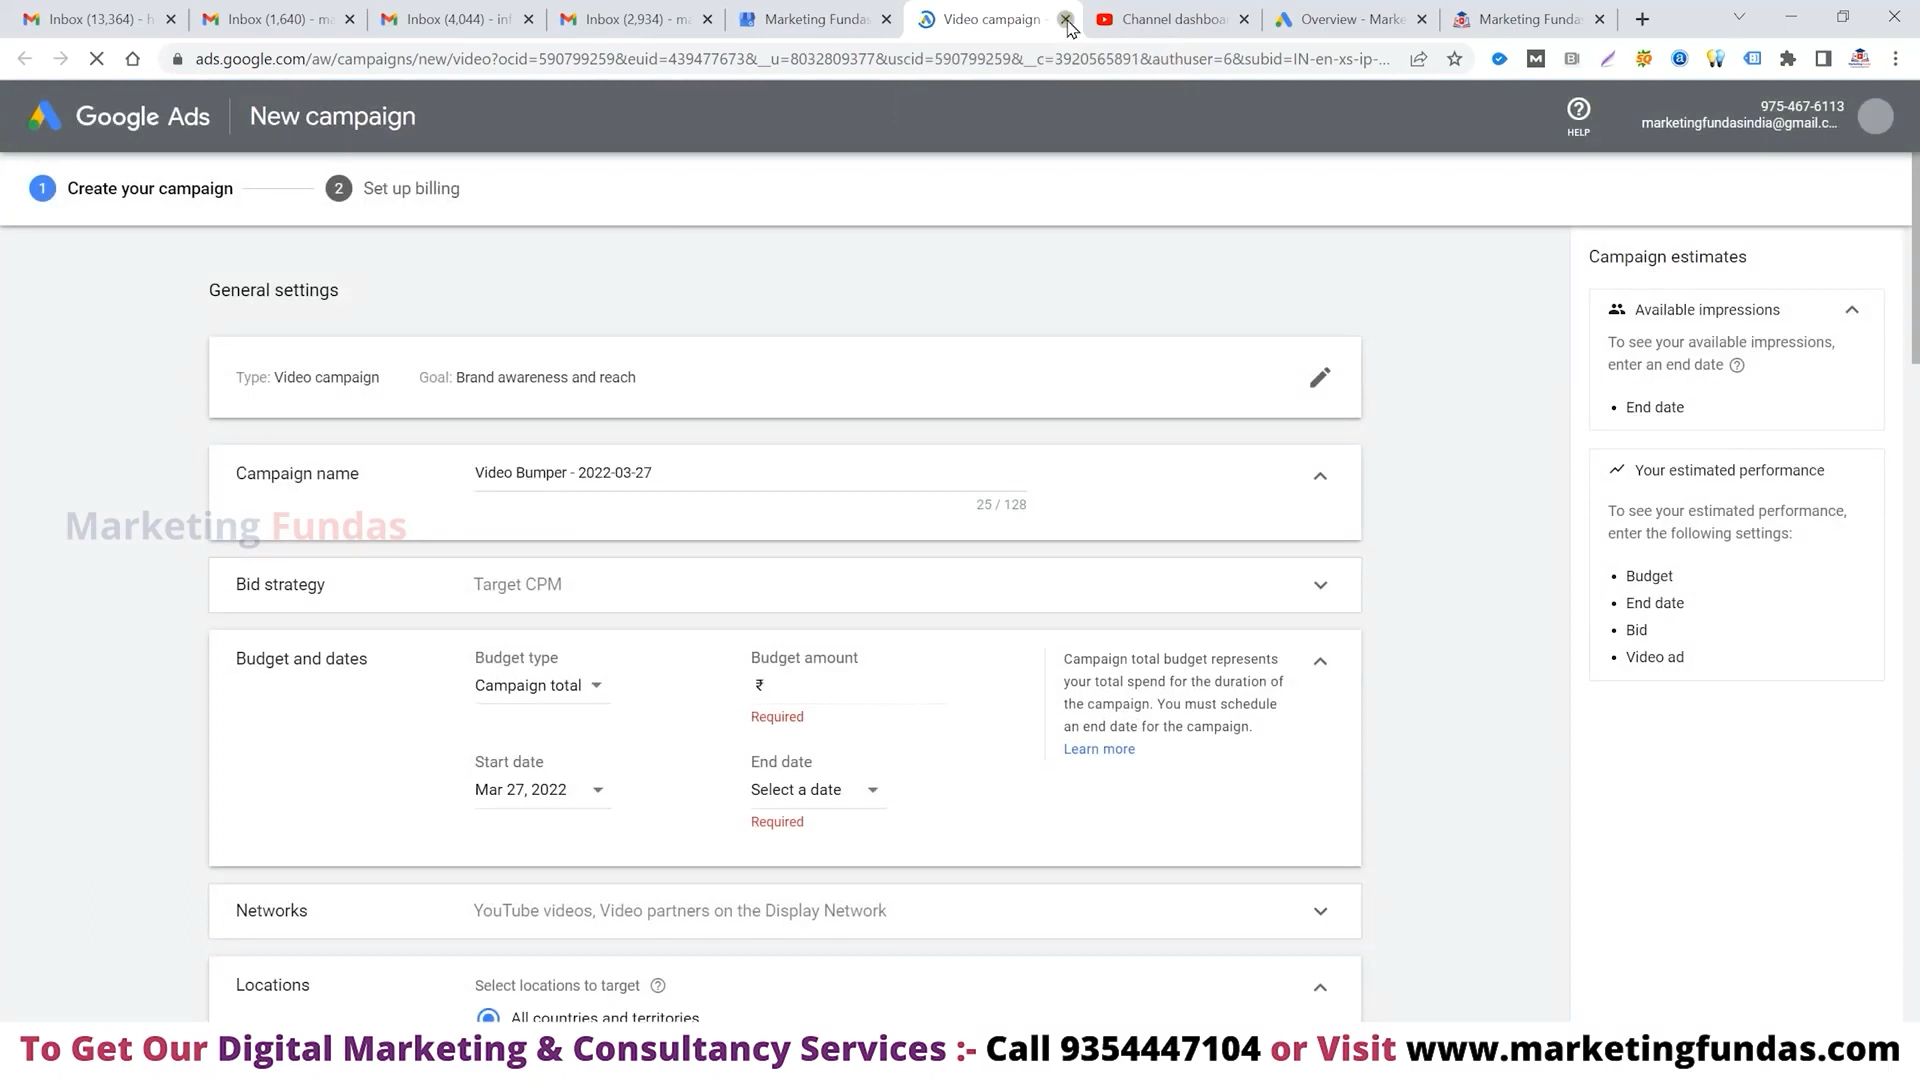 Inbox (13,364) - h
Inbox (1,640) - ma
Inbox (4,044) - inf
Inbox (2,934) - ma
Marketing Fundas
Video campaign -
Channel dashboa
Overview - Marke
Marketing Funda
ads.google.com/aw/campaigns/new/video?ocid=590799259&euid=439477673&__u=8032809377&uscid=590799259&__c=3920565891&authuser=6&subid=IN-en-xs-ip-...
Google Ads
New campaign
HELP
975-467-6113
marketingfundasindia@gmail.c...
1 Create your campaign
2 Set up billing
General settings
Type: Video campaign
Goal: Brand awareness and reach
Campaign name
Video Bumper - 2022-03-27
25 / 128
Marketing Fundas
Bid strategy
Target CPM
Budget and dates
Budget type
Campaign total
Budget amount
₹
Required
Start date
Mar 27, 2022
End date
Select a date
Required
Campaign total budget represents
your total spend for the duration of
the campaign. You must schedule
an end date for the campaign.
Learn more
Networks
YouTube videos, Video partners on the Display Network
Locations
Select locations to target
All countries and territories
Campaign estimates
Available impressions
To see your available impressions,
enter an end date
• End date
Your estimated performance
To see your estimated performance,
enter the following settings:
• Budget
• End date
• Bid
• Video ad
To Get Our Digital Marketing & Consultancy Services :- Call 9354447104 or Visit www.marketingfundas.com